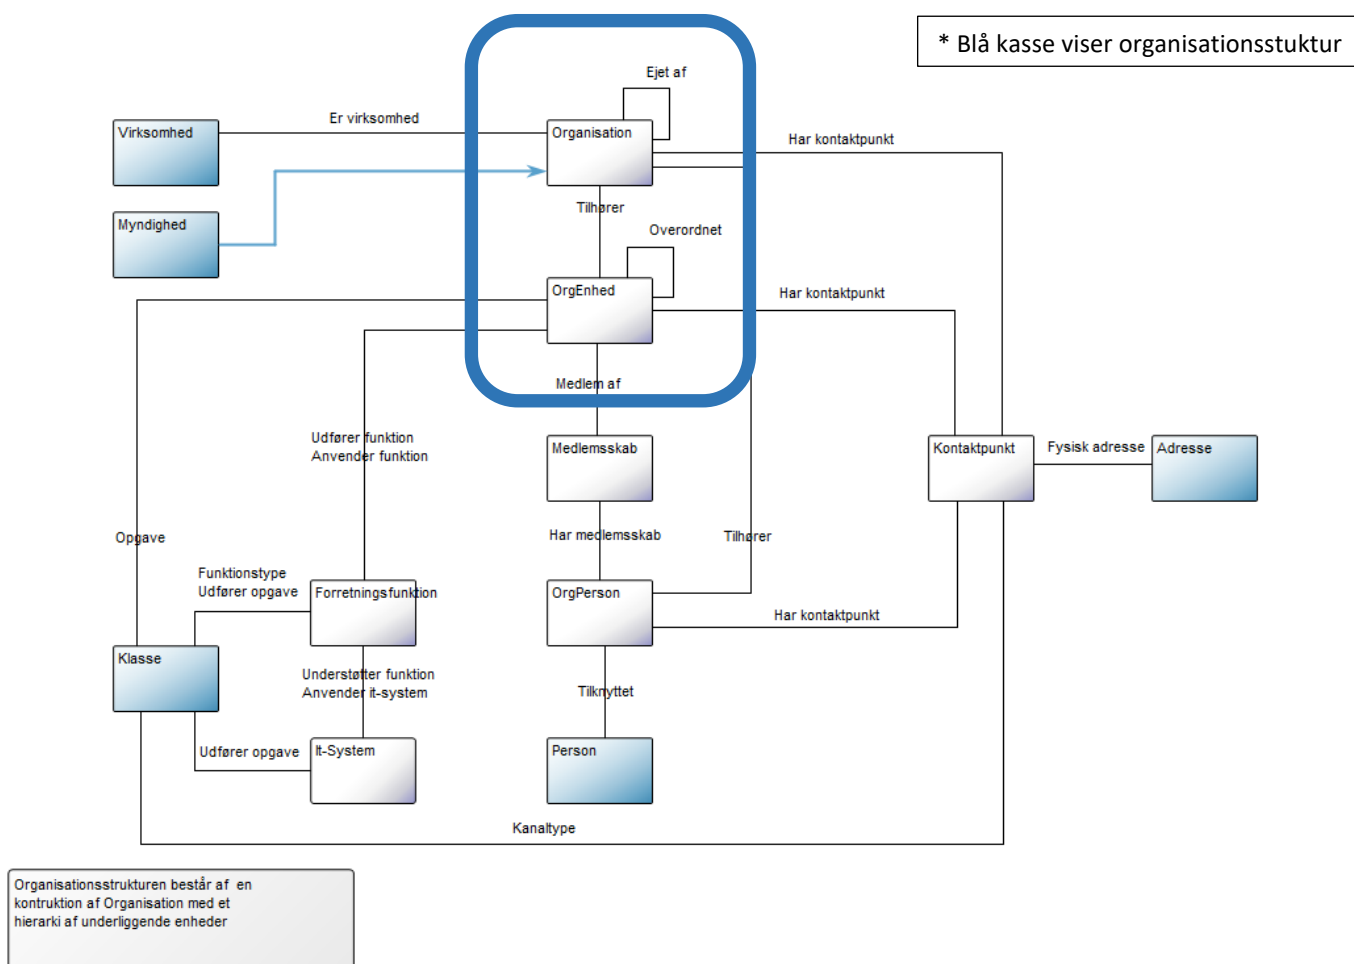 * Blå kasse viser organisationsstuktur
Ejet af
Er virksomhed
Virksomhed
Organisation
Har kontaktpunkt
Myndighed
Tilhører
Overordnet
OrgEnhed
Har kontaktpunkt
Medlem af
Udfører funktion
Anvender funktion
Medlemsskab
Kontaktpunkt
Fysisk adresse
Adresse
Opgave
Har medlemsskab
Tilhører
Funktionstype
Udfører opgave
Forretningsfunktion
OrgPerson
Har kontaktpunkt
Klasse
Understøtter funktion
Anvender it-system
Tilknyttet
Udfører opgave
It-System
Person
Kanaltype
Organisationsstrukturen består af en
kontruktion af Organisation med et
hierarki af underliggende enheder